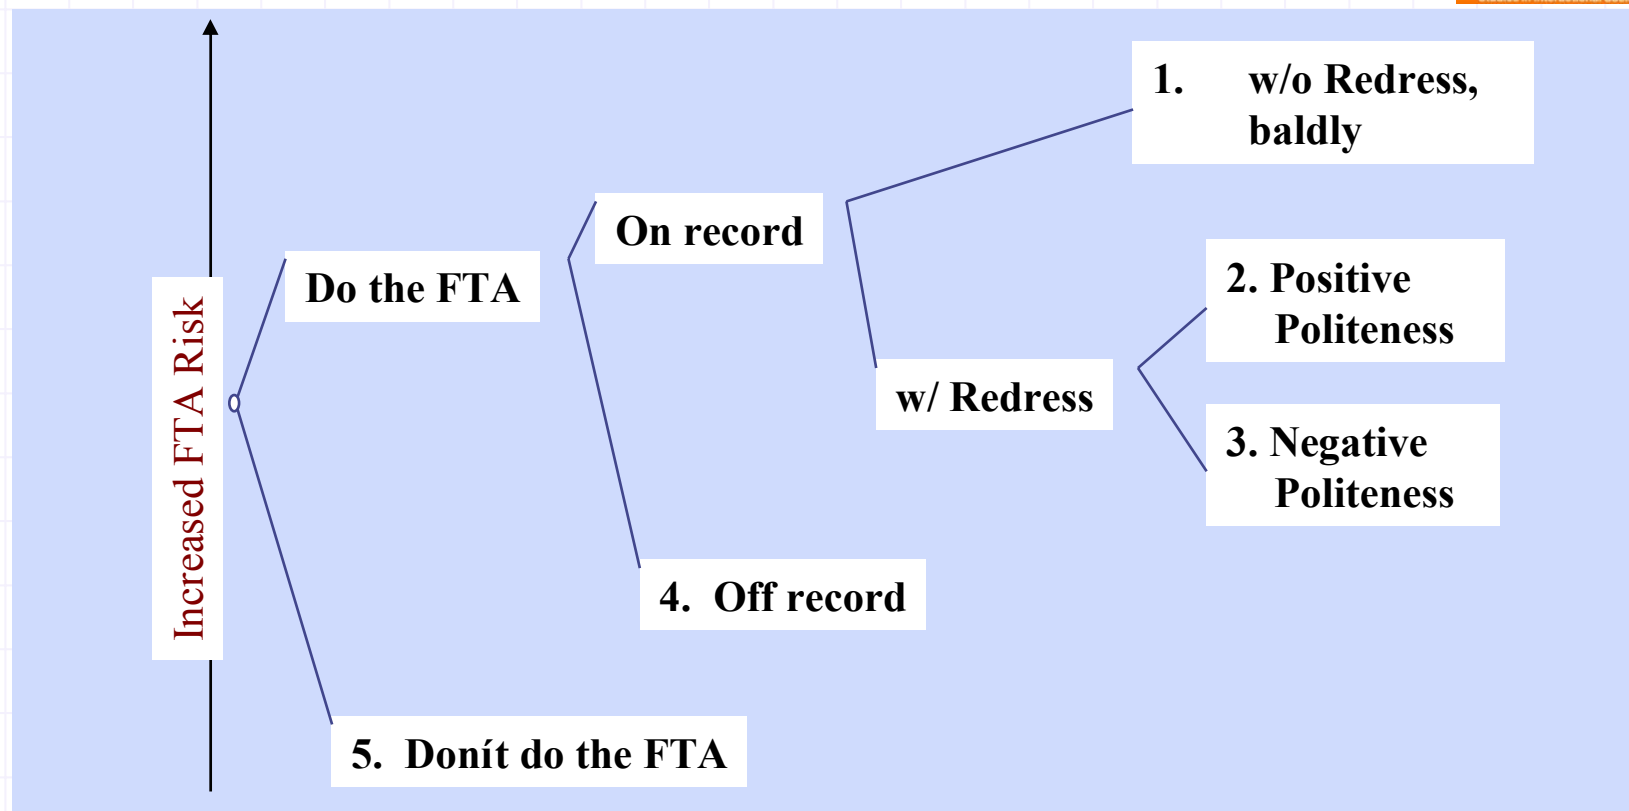 1. w/o Redress,
baldly
On record
Do the FTA
2. Positive
Politeness
w/ Redress
3. Negative
Politeness
Increased FTA Risk
4. Off record
5. Donít do the FTA